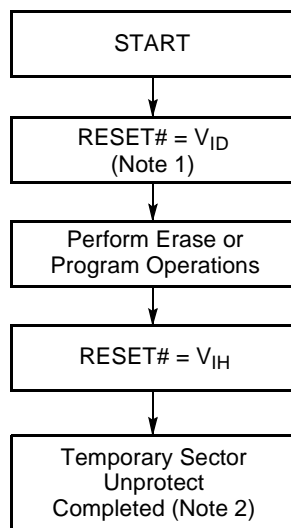 START
RESET# = VID
(Note 1)
Perform Erase or
Program Operations
RESET# = VIH
Temporary Sector
Unprotect
Completed (Note 2)